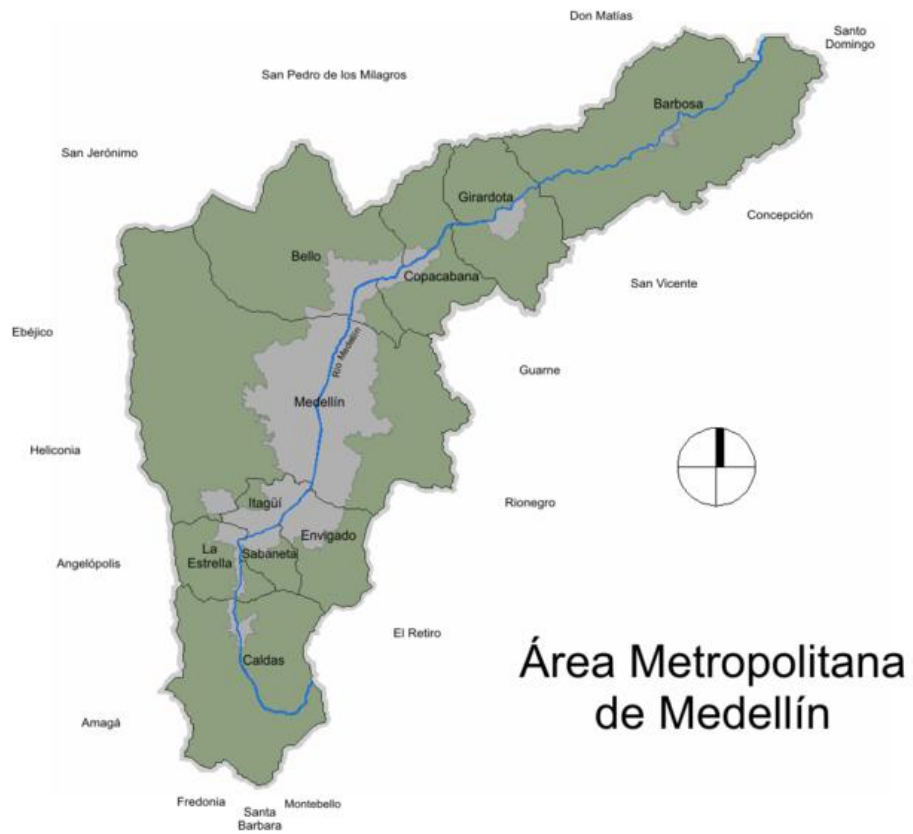 Don Matías
Santo
Domingo
San Pedro de los Milagros
Barbosa
San Jerónimo
Girardota
Concepción
Bello
Copacabana
San Vicente
Ebéjico
Río Medellín
Guarne
Medellín
Heliconia
Itagüí
Rionegro
Envigado
La
Estrella
Sabaneta
Angelópolis
El Retiro
Caldas
Área Metropolitana
de Medellín
Amagá
Fredonia
Santa
Barbara
Montebello